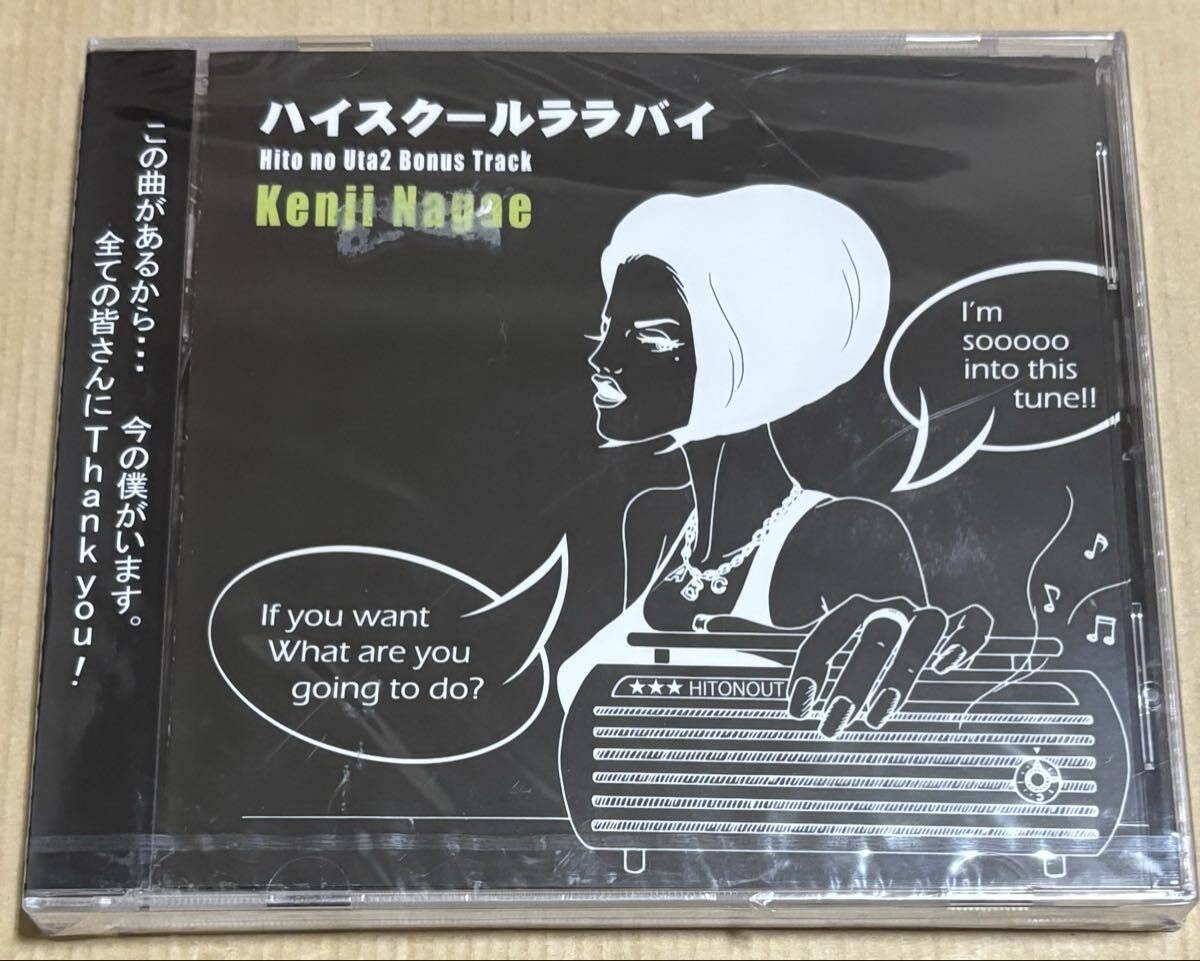 ハイスクールララバイ
Hito no Uta2 Bonus Track
Kenji Nagae
この曲があるから･･･ 今の僕がいます。
全ての皆さんにThank you!
I'm
sooooo
into this
tune!!
If you want
What are you
going to do?
A B C
★★★ HITONOUT